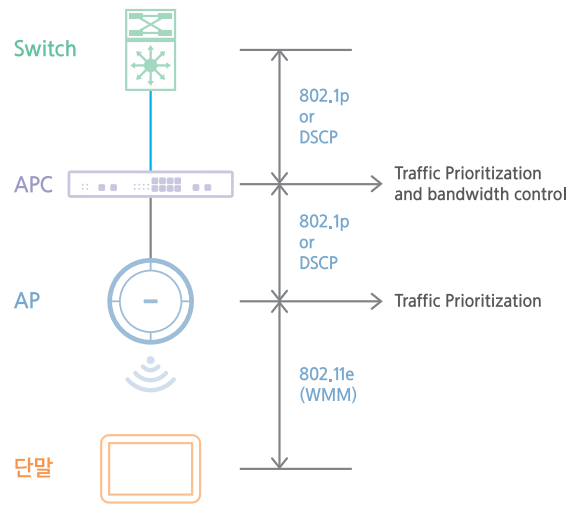 Switch
802.1p
or
DSCP
APC
Traffic Prioritization
and bandwidth control
802.1p
or
DSCP
AP
Traffic Prioritization
802.11e
(WMM)
단말